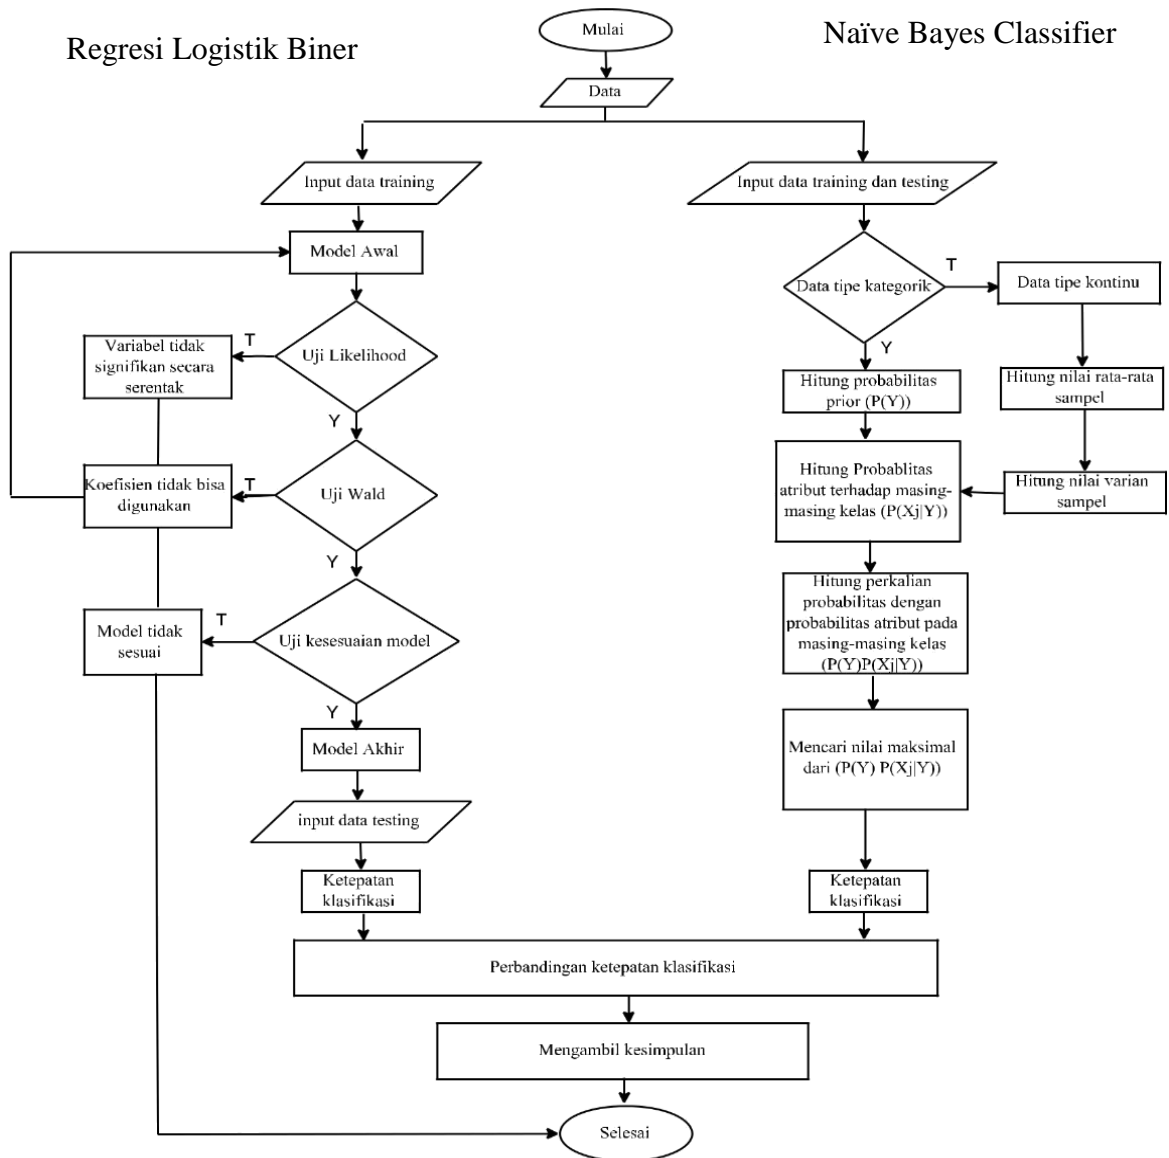 Regresi Logistik Biner
Naïve Bayes Classifier
Mulai
Data
Input data training
Model Awal
Uji Likelihood
T
Variabel tidak
signifikan secara
serentak
Y
Uji Wald
T
Koefisien tidak bisa
digunakan
Y
Uji kesesuaian model
T
Model tidak
sesuai
Y
Model Akhir
input data testing
Ketepatan
klasifikasi
Input data training dan testing
Data tipe kategorik
T
Data tipe kontinu
Hitung nilai rata-rata
sampel
Hitung nilai varian
sampel
Y
Hitung probabilitas
prior (P(Y))
Hitung Probablitas
atribut terhadap masing-
masing kelas (P(Xj|Y))
Hitung perkalian
probabilitas dengan
probabilitas atribut pada
masing-masing kelas
(P(Y)P(Xj|Y))
Mencari nilai maksimal
dari (P(Y) P(Xj|Y))
Ketepatan
klasifikasi
Perbandingan ketepatan klasifikasi
Mengambil kesimpulan
Selesai